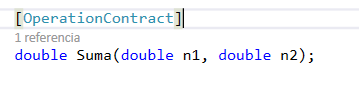 [OperationContract]
1 referencia
double Suma(double n1, double n2);